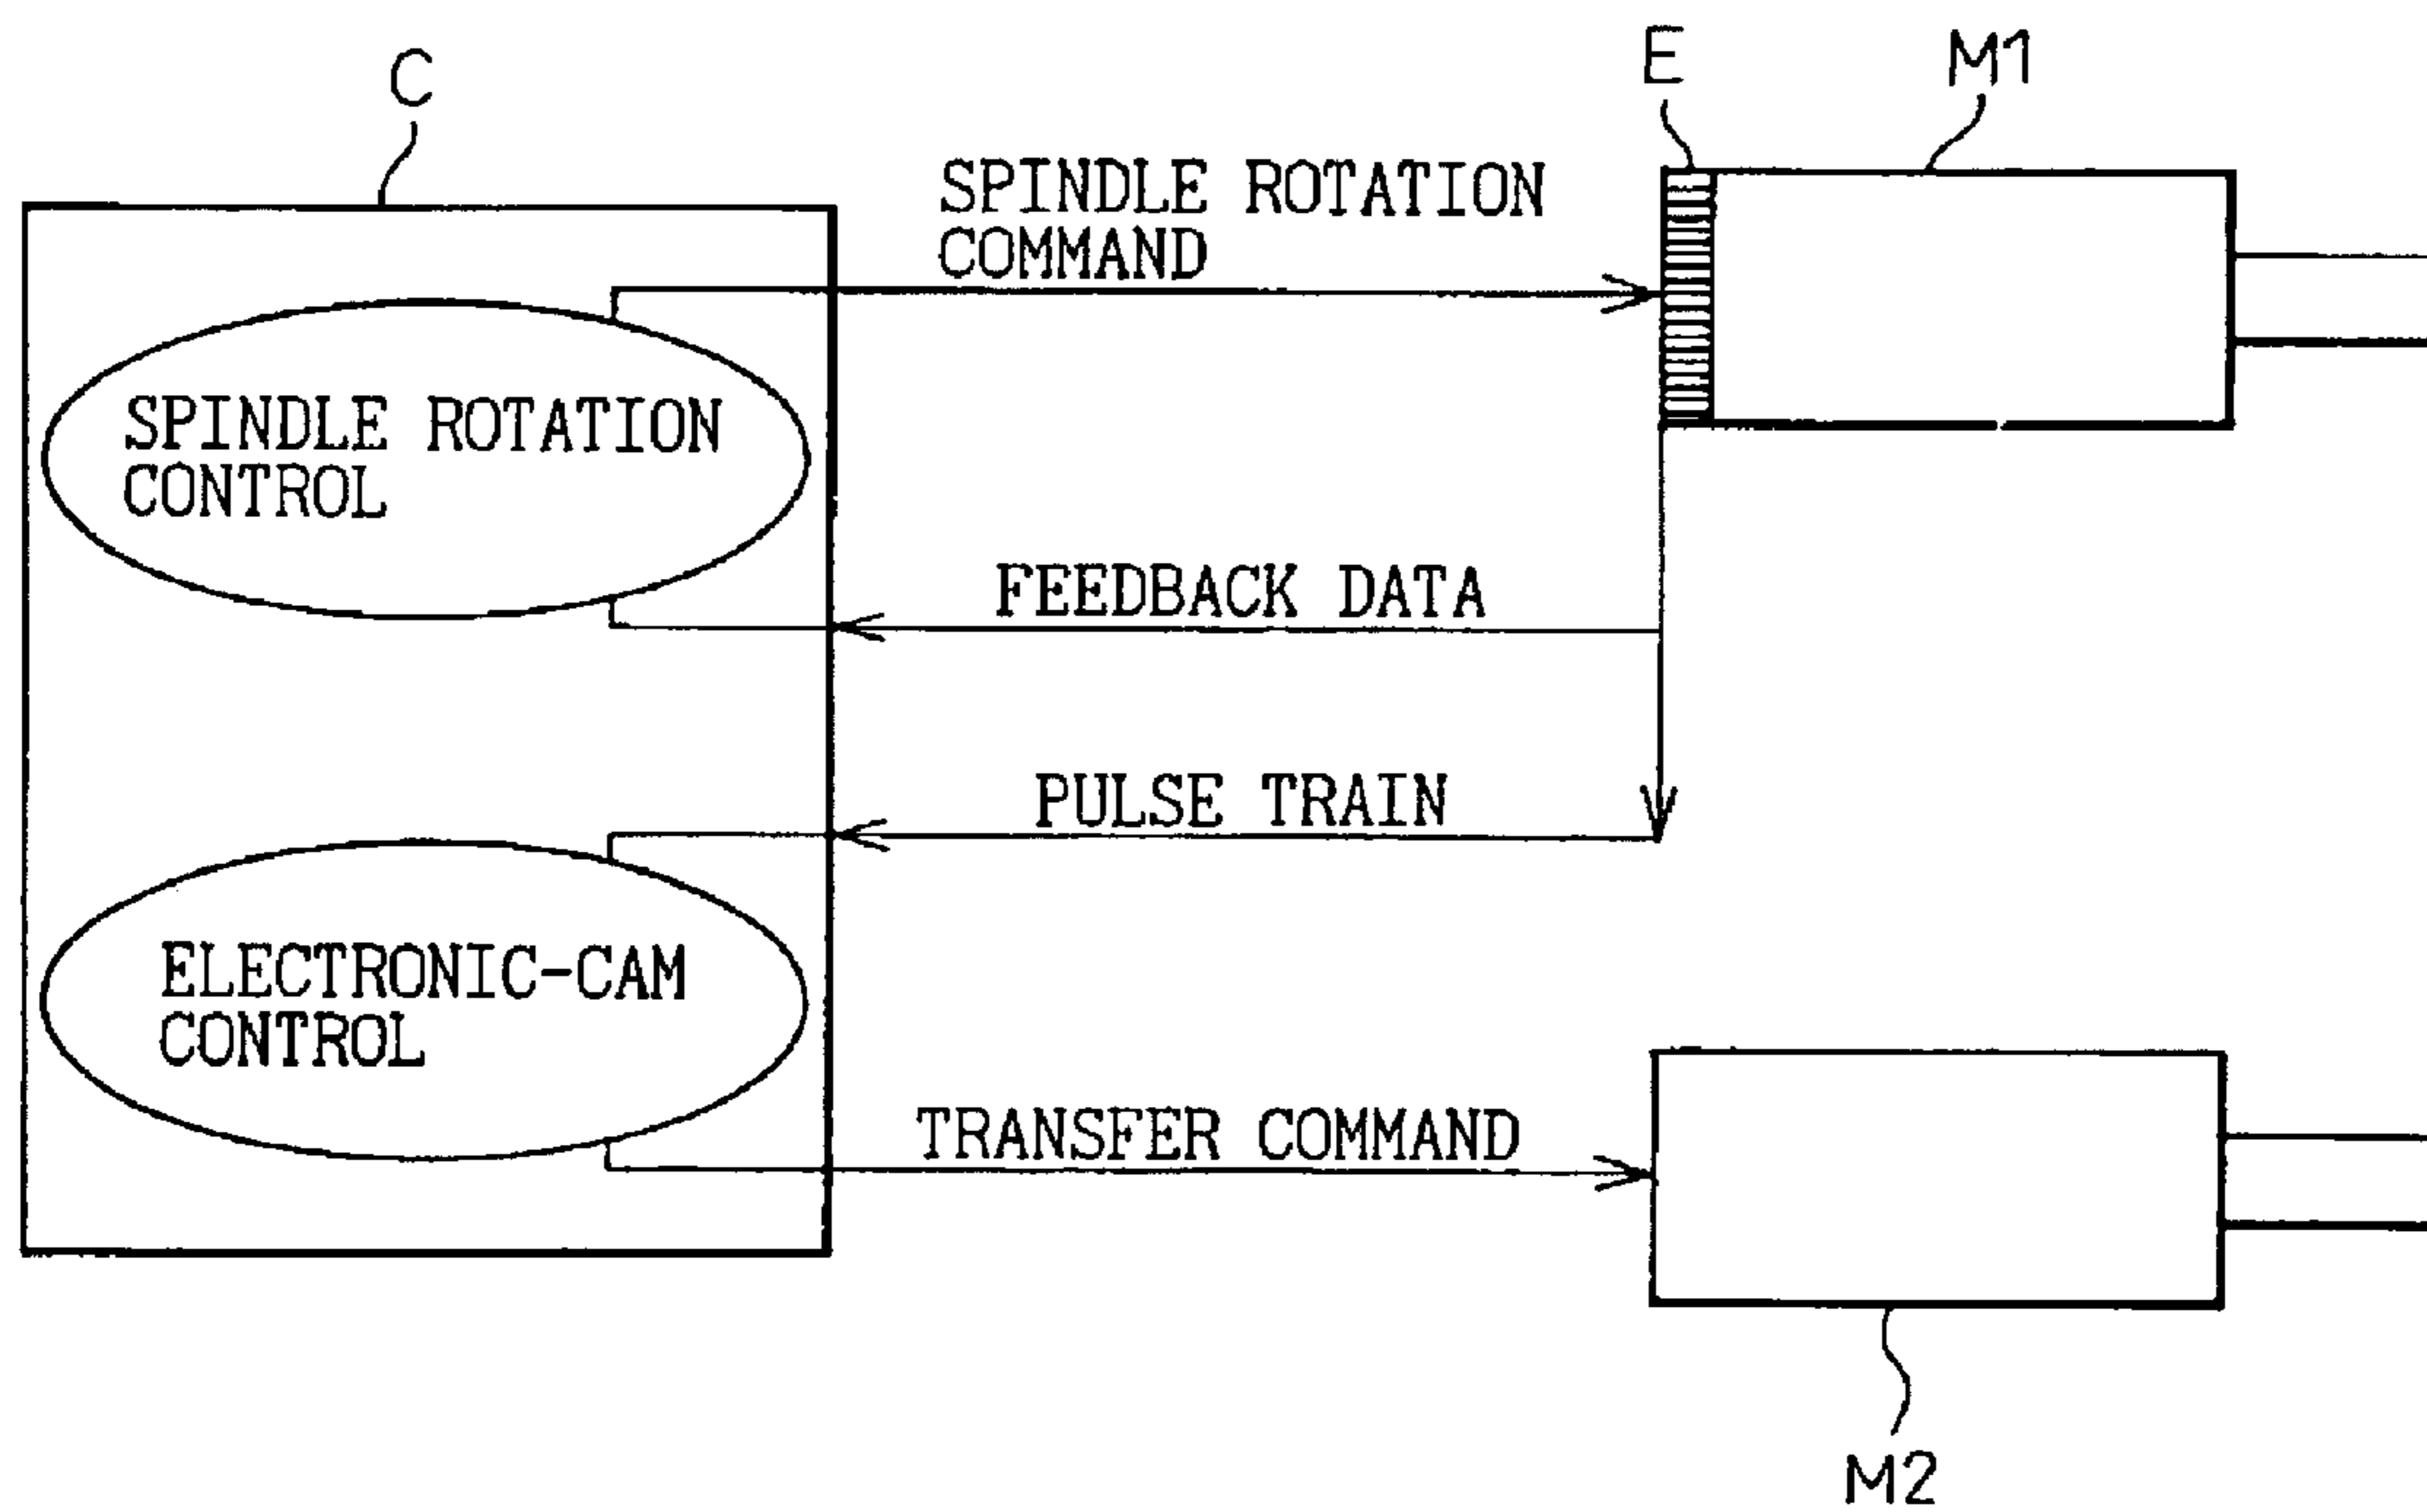 C
E
M1
SPINDLE ROTATION
COMMAND
SPINDLE ROTATION
CONTROL
FEEDBACK DATA
PULSE TRAIN
ELECTRONIC-CAM
CONTROL
TRANSFER COMMAND
M2